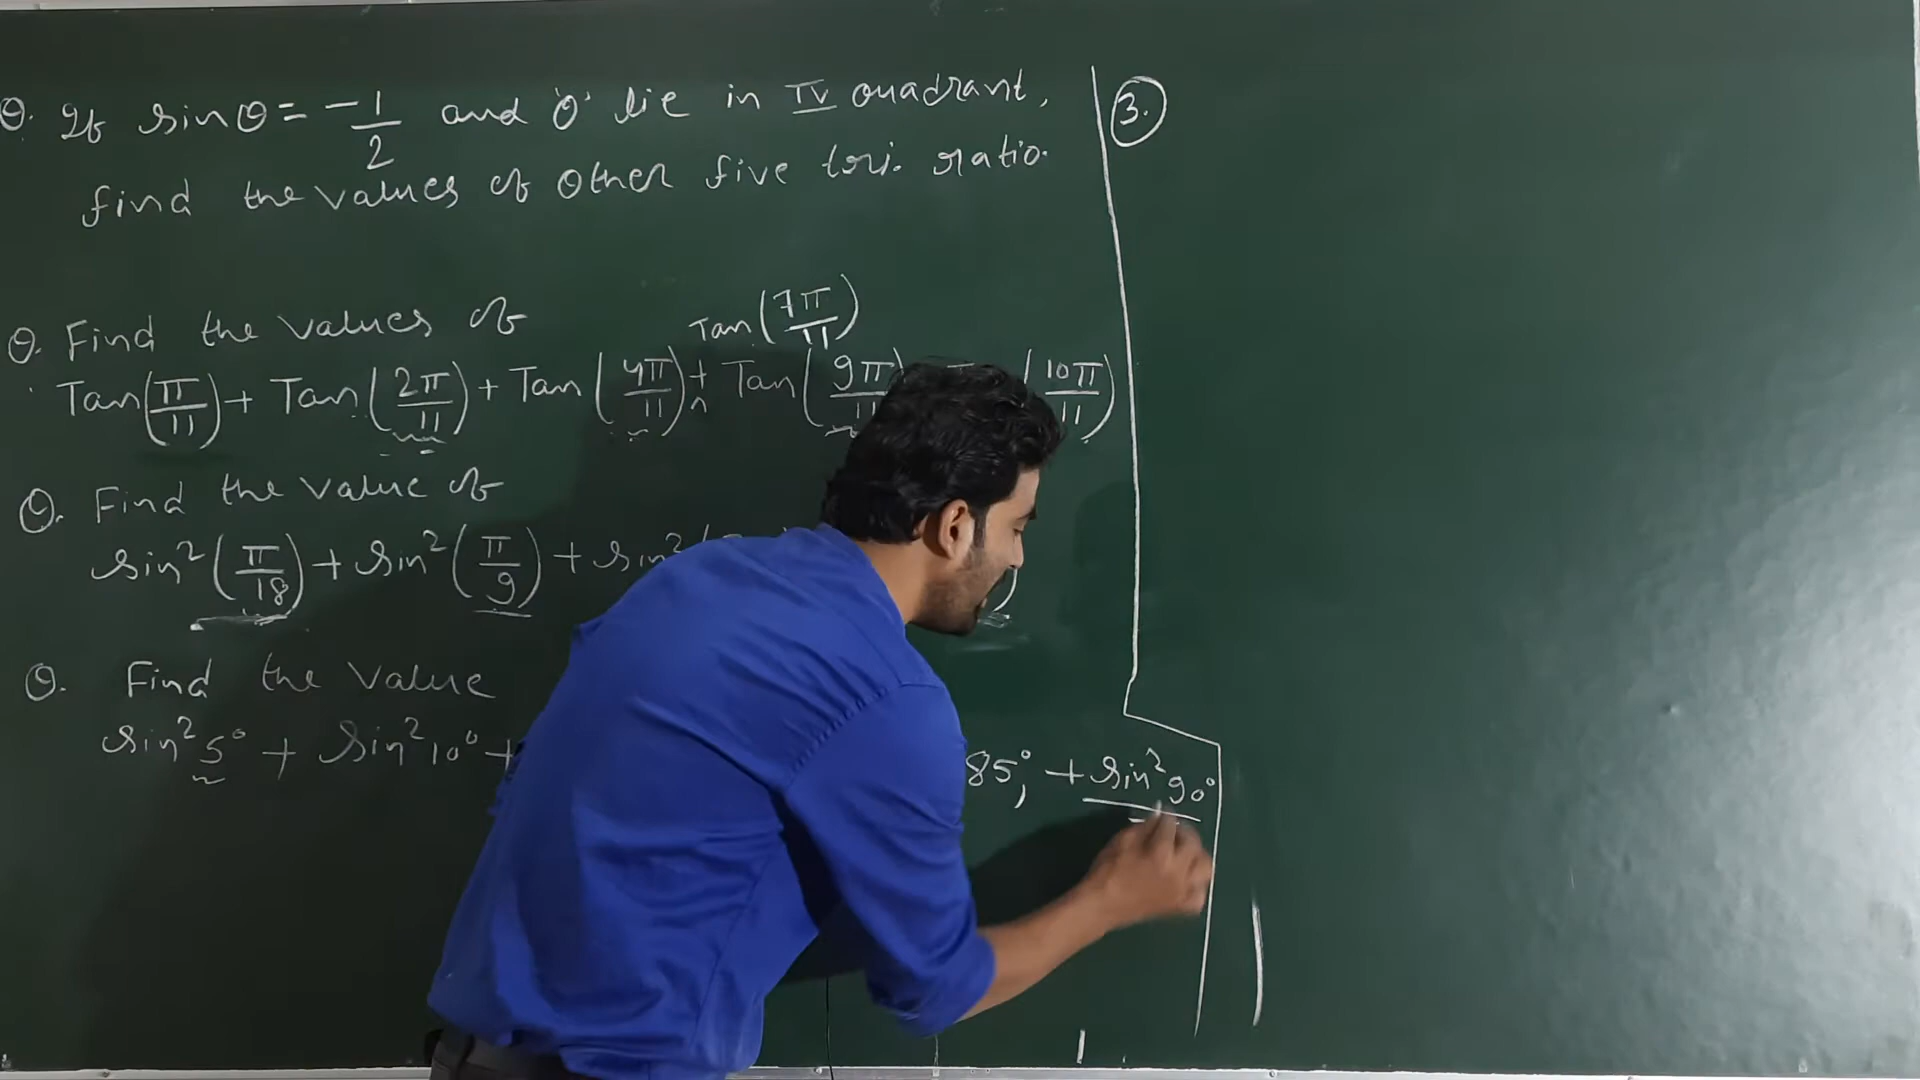 Q. If sinθ = -1/2 and 'θ' lie in IV quadrant,
find the values of other five tri. ratio.
3.
Q. Find the values of
Tan(7π/11)
Tan(π/11) + Tan(2π/11) + Tan(4π/11) + Tan(9π/11) (10π/11)
Q. Find the value of
sin²(π/18) + sin²(π/9) + sin²(
Q. Find the value
sin²5° + sin²10° + 85°, + sin²90°